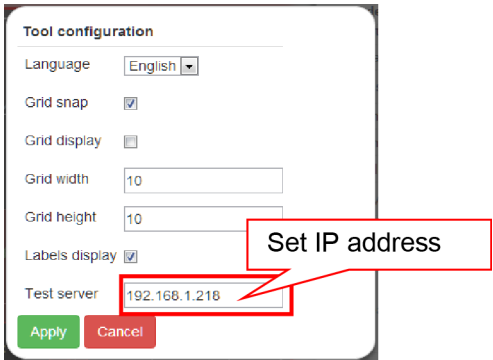 Tool configuration
Language English
Grid snap
Grid display
Grid width 10
Grid height 10
Set IP address
Labels display
Test server 192.168.1.218
Apply Cancel